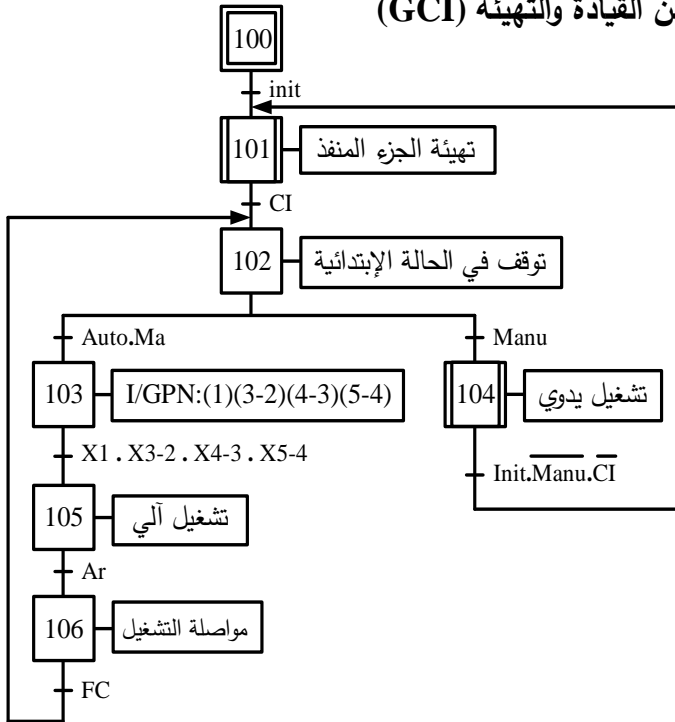 القيادة والتهيئة (GCI)
100
init
101 تهيئة الجزء المنفذ
CI
102 توقف في الحالة الإبتدائية
Auto.Ma
Manu
103 I/GPN:(1)(3-2)(4-3)(5-4)
104 تشغيل يدوي
X1 . X3-2 . X4-3 . X5-4
Init.M̅a̅n̅u̅.C̅I̅
105 تشغيل آلي
Ar
106 مواصلة التشغيل
FC